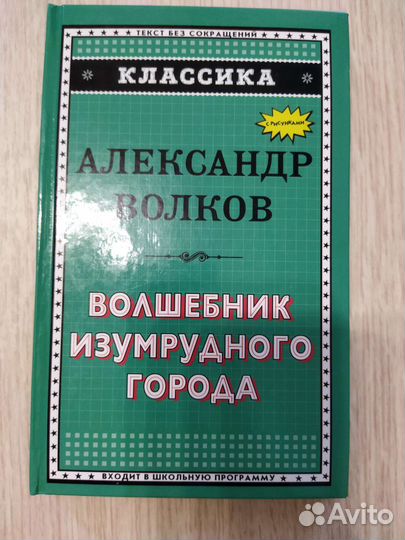 ТЕКСТ БЕЗ СОКРАЩЕНИЙ
КЛАССИКА
С РИСУНКАМИ
АЛЕКСАНДР
ВОЛКОВ
ВОЛШЕБНИК
ИЗУМРУДНОГО
ГОРОДА
ВХОДИТ В ШКОЛЬНУЮ ПРОГРАММУ
Avito